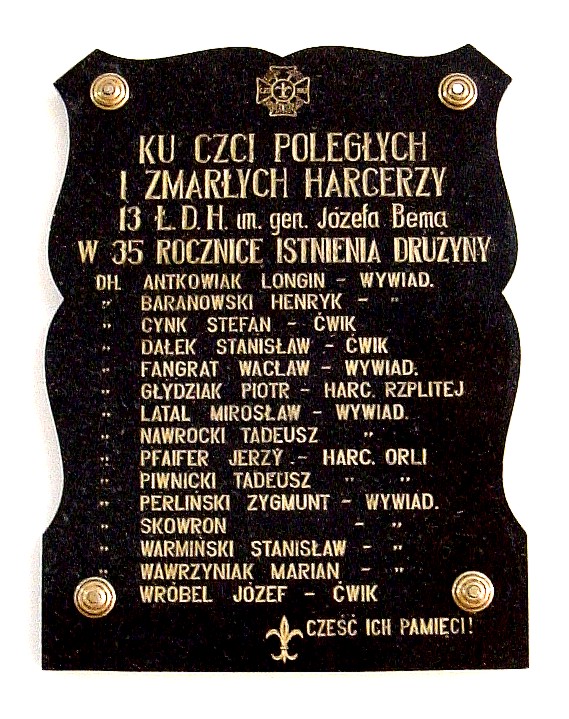 KU CZCI POLEGŁYCH
I ZMARŁYCH HARCERZY
13 Ł.D.H. im. gen. Józefa Bema
W 35 ROCZNICĘ ISTNIENIA DRUŻYNY
DH. ANTKOWIAK LONGIN - WYWIAD.
" BARANOWSKI HENRYK - "
" CYNK STEFAN - ĆWIK
" DAŁEK STANISŁAW - ĆWIK
" FANGRAT WACŁAW - WYWIAD.
" GŁYDZIAK PIOTR - HARC. RZPLITEJ
" LATAL MIROSŁAW - WYWIAD.
" NAWROCKI TADEUSZ "
" PFAIFER JERZY - HARC. ORLI
" PIWNICKI TADEUSZ " "
" PERLIŃSKI ZYGMUNT - WYWIAD.
" SKOWRON - "
" WARMIŃSKI STANISŁAW - "
" WAWRZYNIAK MARIAN - "
" WRÓBEL JÓZEF - ĆWIK
CZEŚĆ ICH PAMIĘCI!